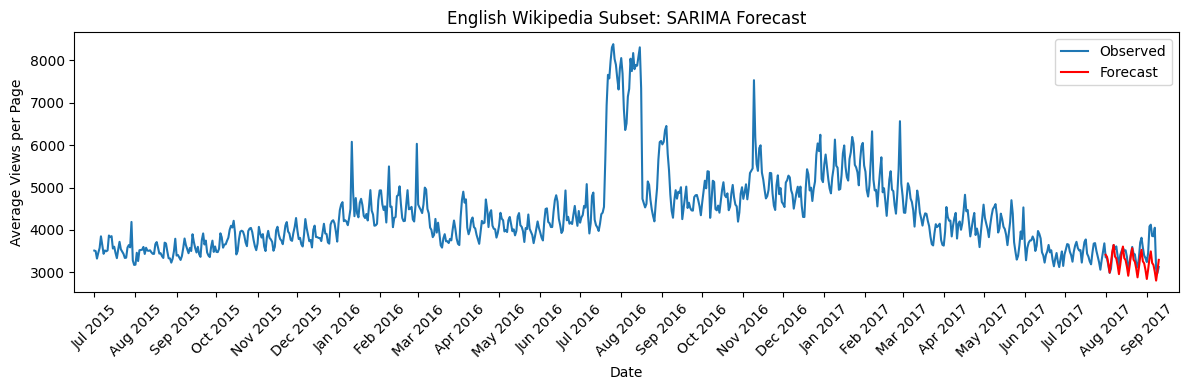 English Wikipedia Subset: SARIMA Forecast
Average Views per Page
8000
7000
6000
5000
4000
3000
Observed
Forecast
Jul 2015
Aug 2015
Sep 2015
Oct 2015
Nov 2015
Dec 2015
Jan 2016
Feb 2016
Mar 2016
Apr 2016
May 2016
Jun 2016
Jul 2016
Aug 2016
Sep 2016
Oct 2016
Nov 2016
Dec 2016
Jan 2017
Feb 2017
Mar 2017
Apr 2017
May 2017
Jun 2017
Jul 2017
Aug 2017
Sep 2017
Date